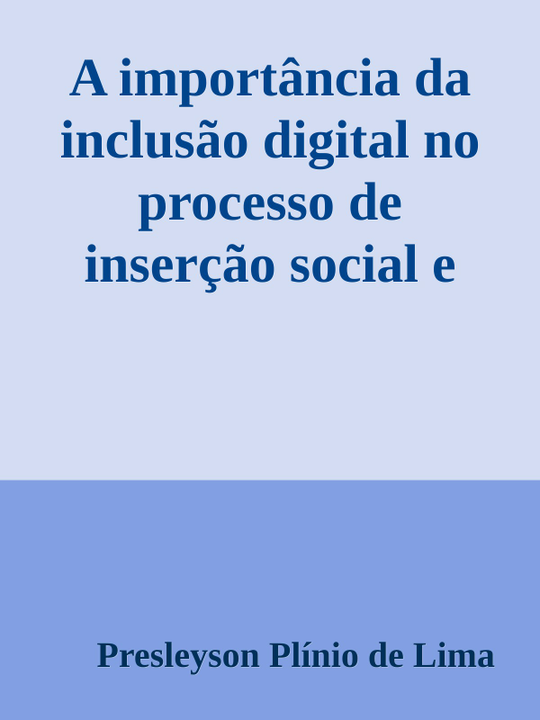 A importância da
inclusão digital no
processo de
inserção social e
Presleyson Plínio de Lima